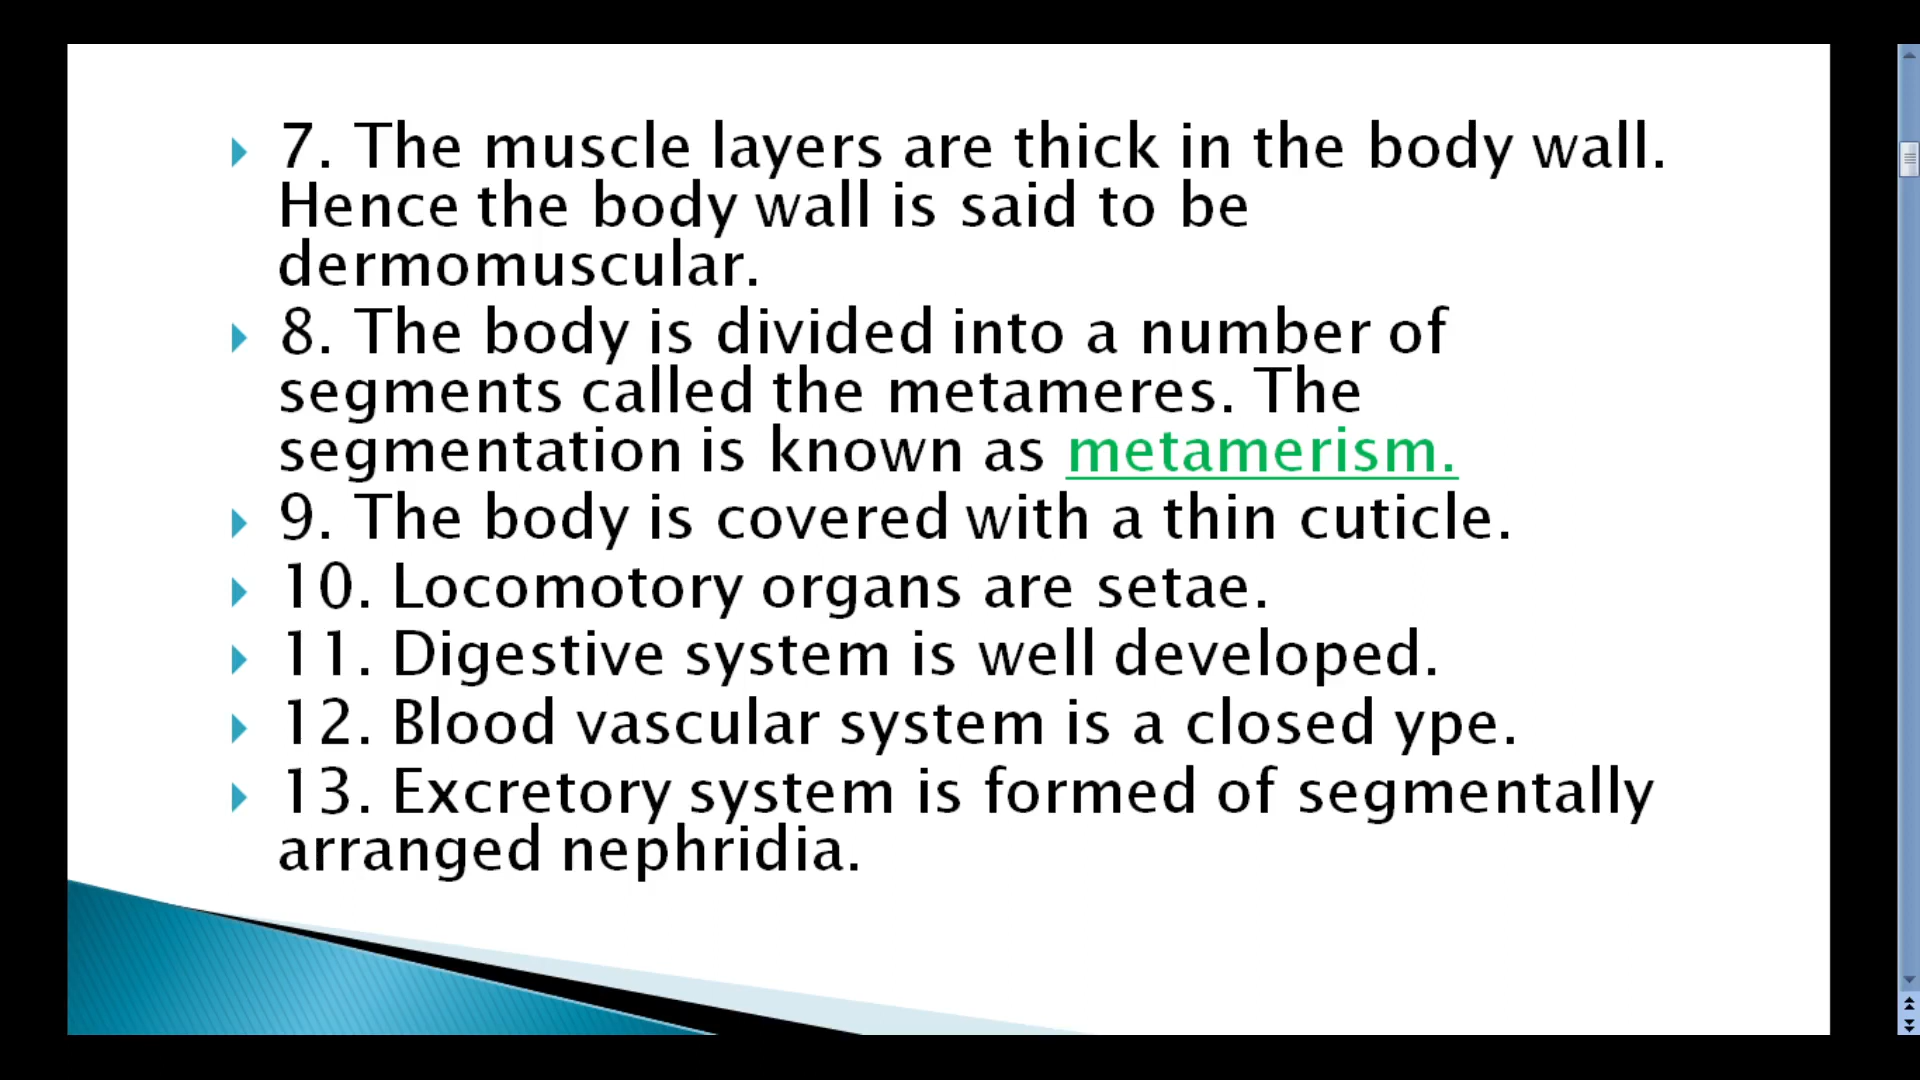 7. The muscle layers are thick in the body wall.
Hence the body wall is said to be
dermomuscular.
8. The body is divided into a number of
segments called the metameres. The
segmentation is known as metamerism.
9. The body is covered with a thin cuticle.
10. Locomotory organs are setae.
11. Digestive system is well developed.
12. Blood vascular system is a closed ype.
13. Excretory system is formed of segmentally
arranged nephridia.